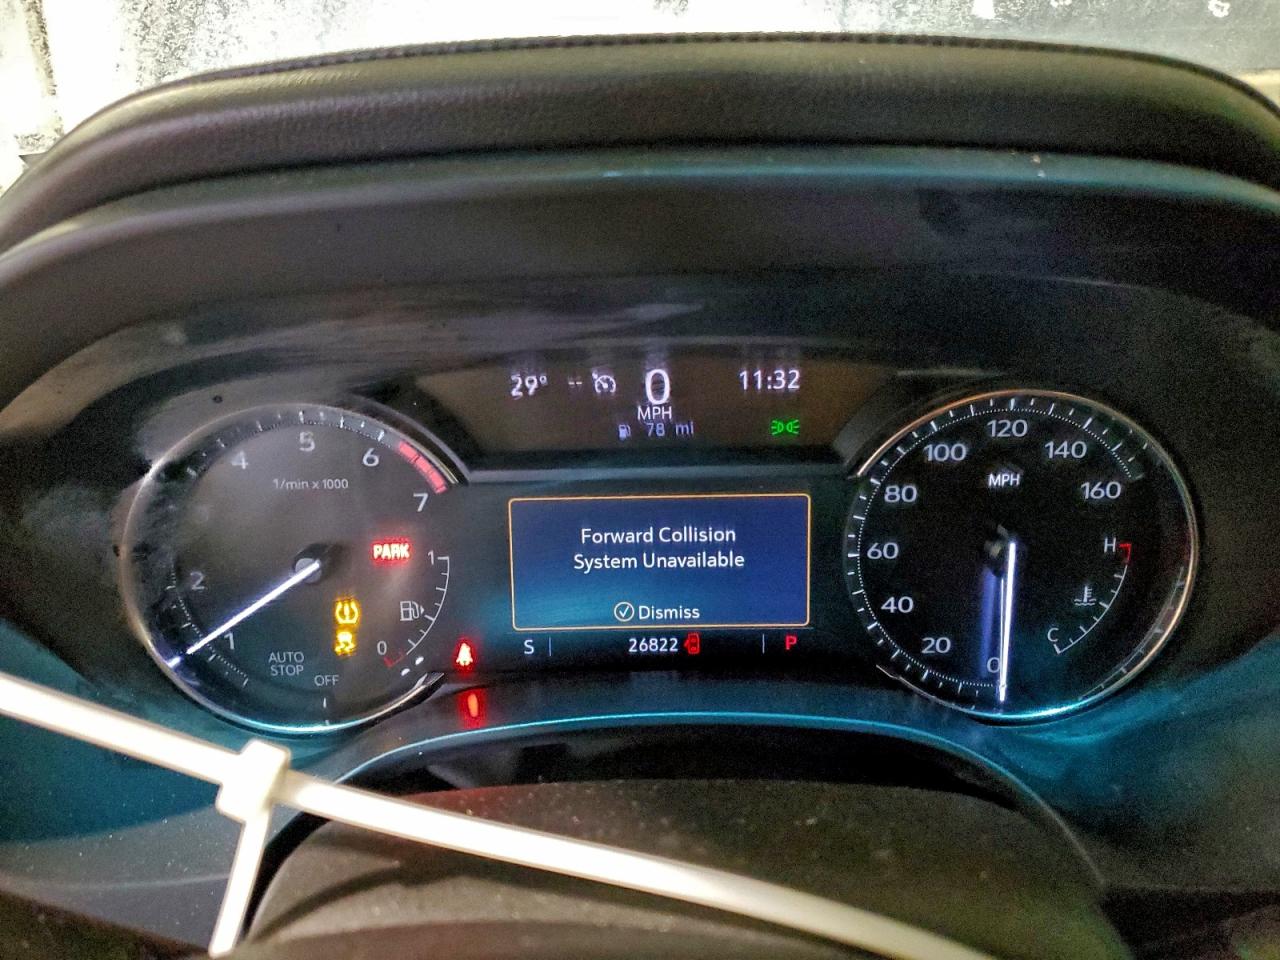 29° -- 0 11:32
MPH
78 mi
1 2 4 5 6 7
1/min x 1000
PARK
1
0
AUTO
STOP
OFF
Forward Collision
System Unavailable
Dismiss
S 26822 P
0 20 40 60 80 100 120 140 160
MPH
H
C